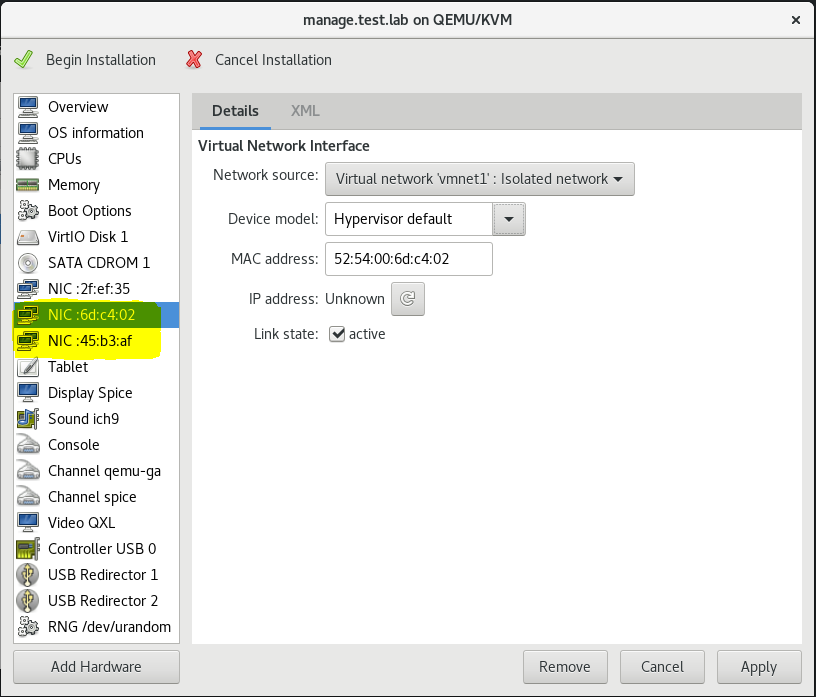 manage.test.lab on QEMU/KVM
Begin Installation
Cancel Installation
Overview
OS information
CPUs
Memory
Boot Options
VirtIO Disk 1
SATA CDROM 1
NIC :2f:ef:35
NIC :6d:c4:02
NIC :45:b3:af
Tablet
Display Spice
Sound ich9
Console
Channel qemu-ga
Channel spice
Video QXL
Controller USB 0
USB Redirector 1
USB Redirector 2
RNG /dev/urandom
Add Hardware
Details XML
Virtual Network Interface
Network source: Virtual network 'vmnet1' : Isolated network
Device model: Hypervisor default
MAC address: 52:54:00:6d:c4:02
IP address: Unknown
Link state: active
Remove Cancel Apply